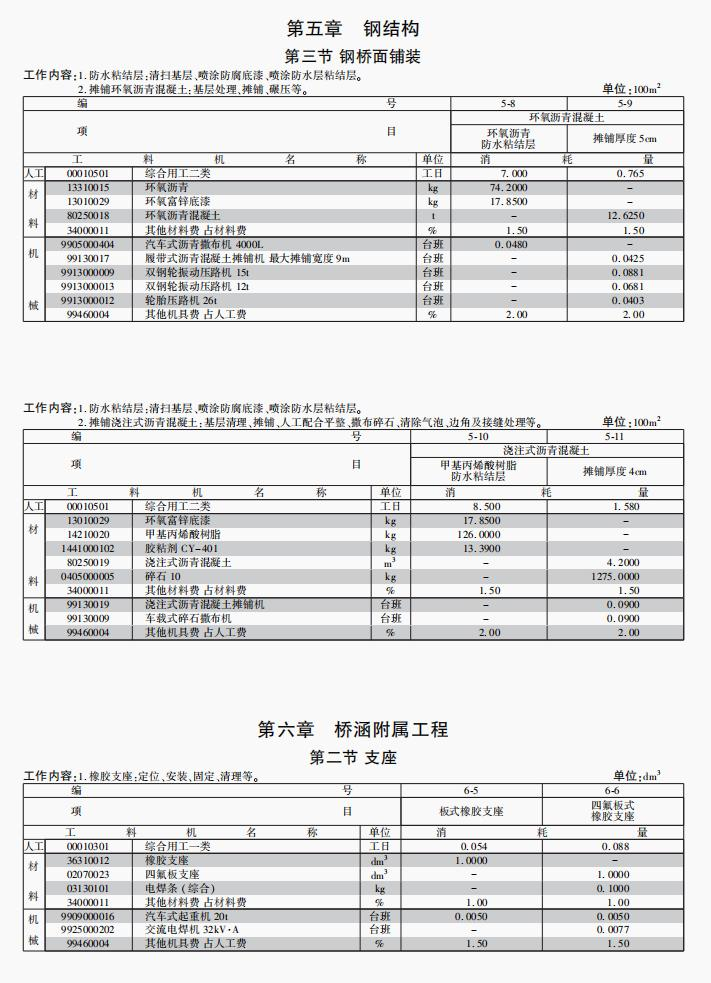 第五章 钢结构
第三节 钢桥面铺装
工作内容:1.防水粘结层:清扫基层、喷涂防腐底漆、喷涂防水层粘结层。
2.摊铺环氧沥青混凝土:基层处理、摊铺、碾压等。 单位:100m²
编 号 5-8 5-9
环氧沥青混凝土
项 目 环氧沥青防水粘结层 摊铺厚度 5cm
工 料 机 名 称 单位 消 耗 量
人工 00010501 综合用工二类 工日 7.000 0.765
材 13310015 环氧沥青 kg 74.2000 –
13010029 环氧富锌底漆 kg 17.8500 –
料 80250018 环氧沥青混凝土 t – 12.6250
34000011 其他材料费 占材料费 % 1.50 1.50
机 9905000404 汽车式沥青撒布机 4000L 台班 0.0480 –
99130017 履带式沥青混凝土摊铺机 最大摊铺宽度 9m 台班 – 0.0425
9913000009 双钢轮振动压路机 15t 台班 – 0.0881
9913000013 双钢轮振动压路机 12t 台班 – 0.0681
械 9913000012 轮胎压路机 26t 台班 – 0.0403
99460004 其他机具费 占人工费 % 2.00 2.00
工作内容:1.防水粘结层:清扫基层、喷涂防腐底漆、喷涂防水层粘结层。
2.摊铺浇注式沥青混凝土:基层清理、摊铺、人工配合平整、撒布碎石、清除气泡、边角及接缝处理等。 单位:100m²
编 号 5-10 5-11
浇注式沥青混凝土
项 目 甲基丙烯酸树脂防水粘结层 摊铺厚度 4cm
工 料 机 名 称 单位 消 耗 量
人工 00010501 综合用工二类 工日 8.500 1.580
材 13010029 环氧富锌底漆 kg 17.8500 –
14210020 甲基丙烯酸树脂 kg 126.0000 –
1441000102 胶粘剂 CY-401 kg 13.3900 –
80250019 浇注式沥青混凝土 m³ – 4.2000
料 0405000005 碎石 10 kg – 1275.0000
34000011 其他材料费 占材料费 % 1.50 1.50
机 99130019 浇注式沥青混凝土摊铺机 台班 – 0.0900
99130009 车载式碎石撒布机 台班 – 0.0900
械 99460004 其他机具费 占人工费 % 2.00 2.00
第六章 桥涵附属工程
第二节 支座
工作内容:1.橡胶支座:定位、安装、固定、清理等。 单位:dm³
编 号 6-5 6-6
项 目 板式橡胶支座 四氟板式橡胶支座
工 料 机 名 称 单位 消 耗 量
人工 00010301 综合用工一类 工日 0.054 0.088
材 36310012 橡胶支座 dm³ 1.0000 –
02070023 四氟板支座 dm³ – 1.0000
料 03130101 电焊条(综合) kg – 0.1000
34000011 其他材料费 占材料费 % 1.00 1.00
机 9909000016 汽车式起重机 20t 台班 0.0050 0.0050
9925000202 交流电焊机 32kV·A 台班 – 0.0077
械 99460004 其他机具费 占人工费 % 1.50 1.50